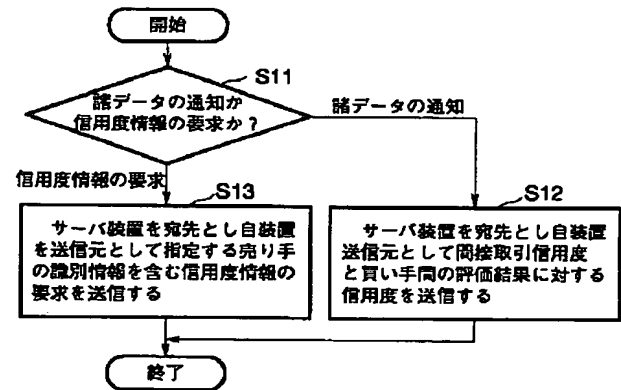 開始
S11
諸データの通知か
信用度情報の要求か？
諸データの通知
信用度情報の要求
S13
S12
サーバ装置を宛先とし自装置
を送信元として指定する売り手
の識別情報を含む信用度情報の
要求を送信する
サーバ装置を宛先とし自装置
送信元として間接取引信用度
と買い手間の評価結果に対する
信用度を送信する
終了